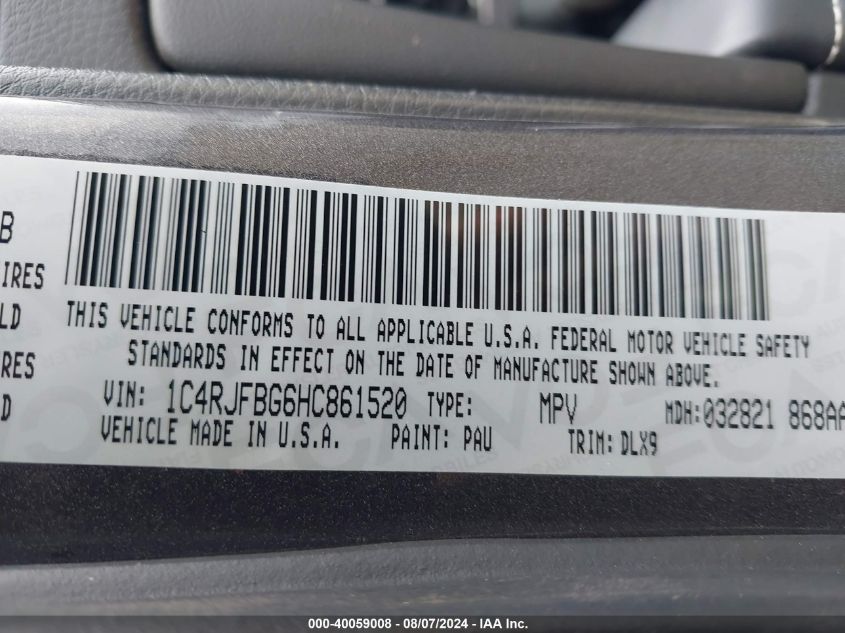 B
IRES
LD
RES
D
THIS VEHICLE CONFORMS TO ALL APPLICABLE U.S.A. FEDERAL MOTOR VEHICLE SAFETY
STANDARDS IN EFFECT ON THE DATE OF MANUFACTURE SHOWN ABOVE.
VIN: 1C4RJFBG6HC861520 TYPE: MPV MDH:032821 868AA
VEHICLE MADE IN U.S.A. PAINT: PAU TRIM: DLX9
000-40059008 - 08/07/2024 - IAA Inc.